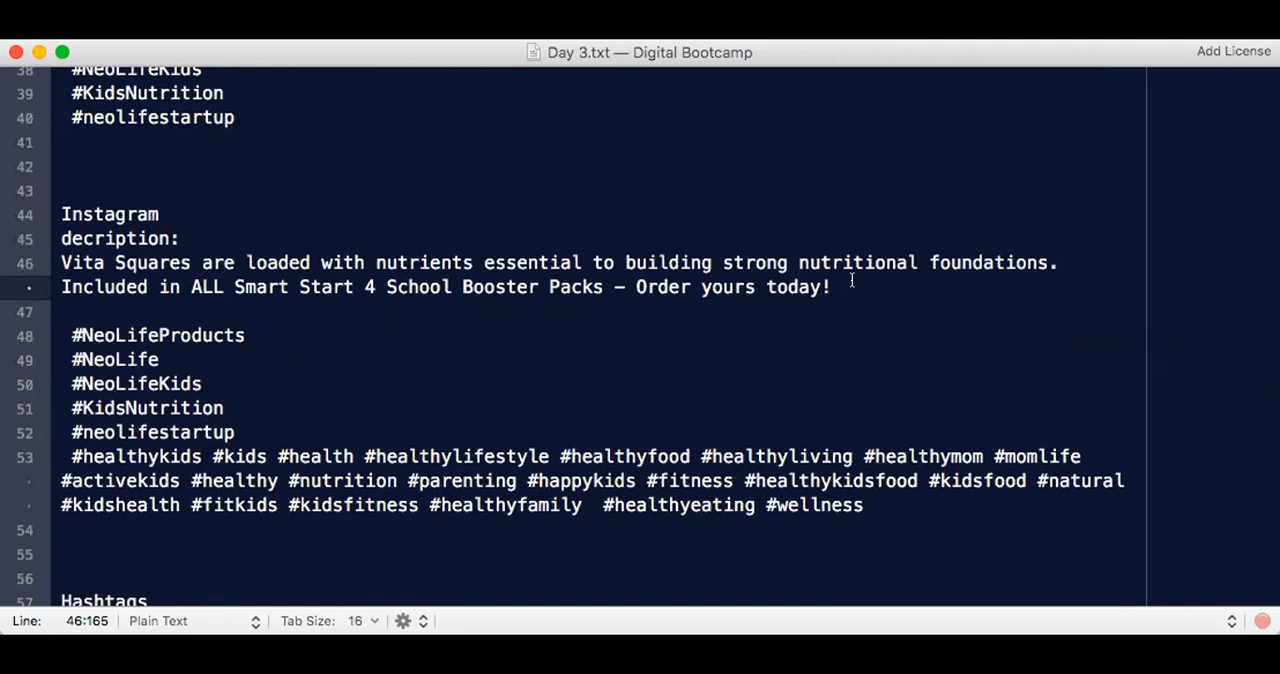 Day 3.txt — Digital Bootcamp
Add License
38 #NeoLifeKids
39 #KidsNutrition
40 #neolifestartup
41
42
43
44 Instagram
45 decription:
46 Vita Squares are loaded with nutrients essential to building strong nutritional foundations.
Included in ALL Smart Start 4 School Booster Packs – Order yours today!
47
48 #NeoLifeProducts
49 #NeoLife
50 #NeoLifeKids
51 #KidsNutrition
52 #neolifestartup
53 #healthykids #kids #health #healthylifestyle #healthyfood #healthyliving #healthymom #momlife
#activekids #healthy #nutrition #parenting #happykids #fitness #healthykidsfood #kidsfood #natural
#kidshealth #fitkids #kidsfitness #healthyfamily  #healthyeating #wellness
54
55
56
57 Hashtags
Line: 46:165 Plain Text Tab Size: 16